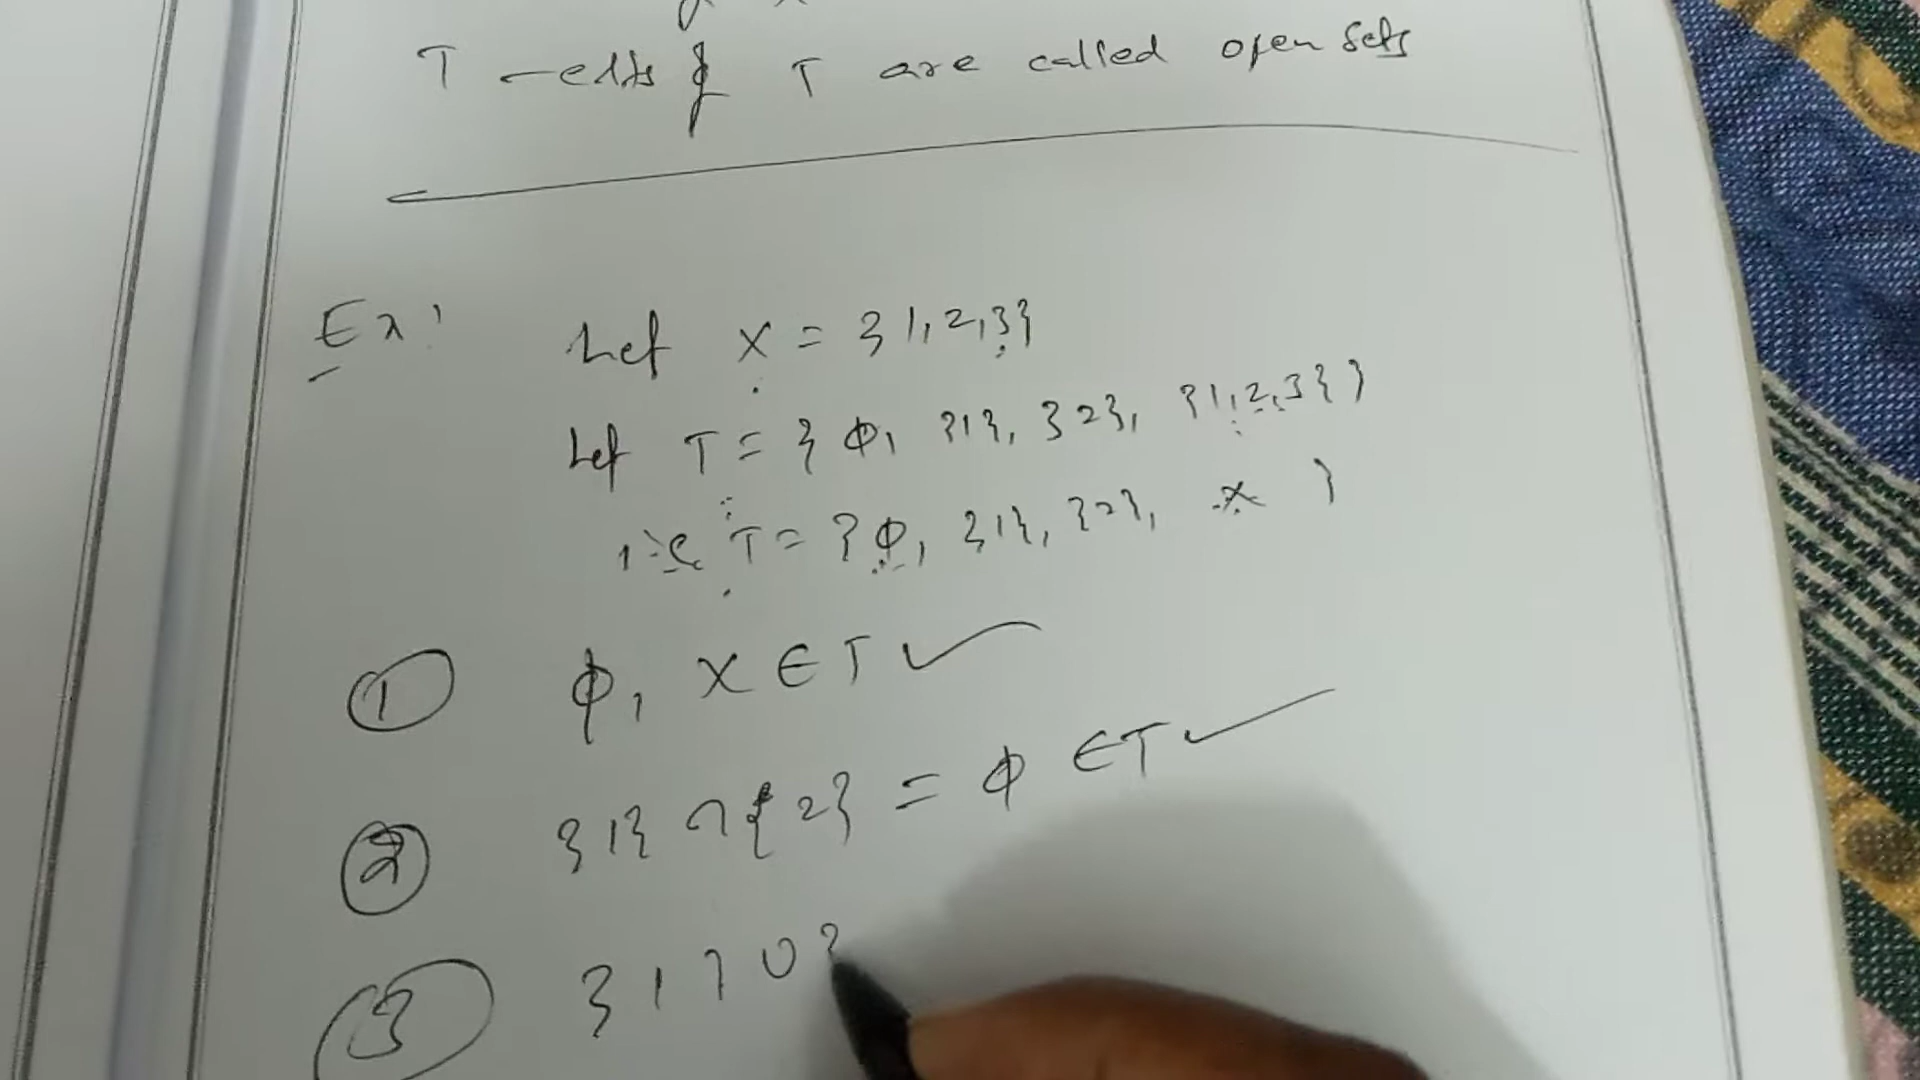 T - elts of T are called open sets
Ex:
Let X = {1, 2, 3}
Let T = { φ, {1}, {2}, {1, 2, 3} }
i.e T = { φ, {1}, {2}, X }
① φ, X ∈ T ✓
② {1} ∩ {2} = φ ∈ T ✓
③ {1} ∪ {